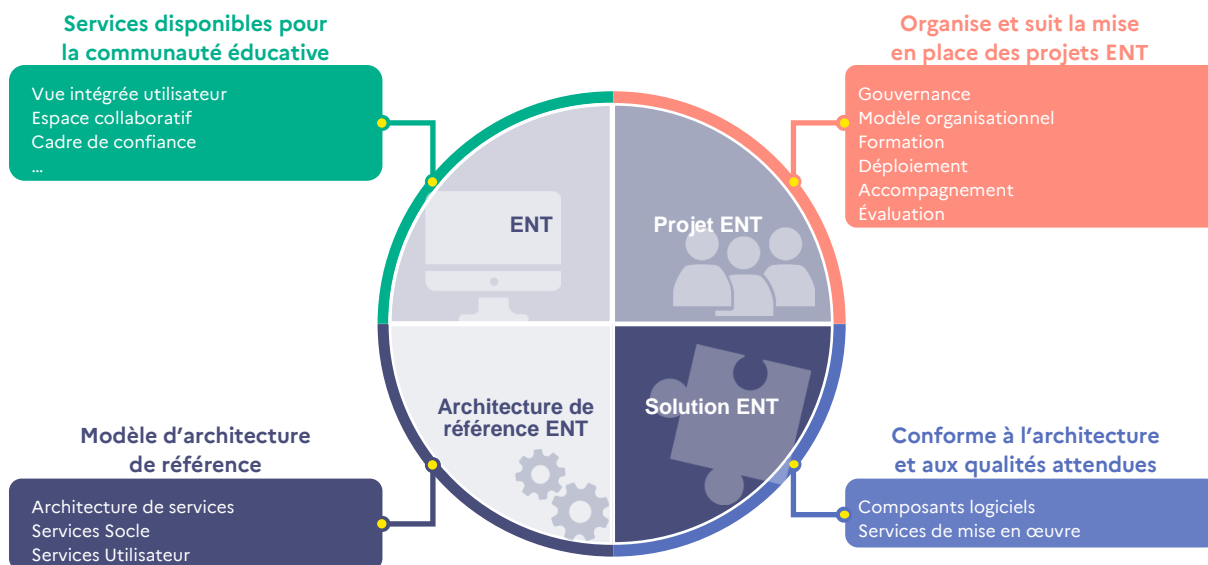 Services disponibles pour
la communauté éducative
Vue intégrée utilisateur
Espace collaboratif
Cadre de confiance
...
Organise et suit la mise
en place des projets ENT
Gouvernance
Modèle organisationnel
Formation
Déploiement
Accompagnement
Évaluation
ENT
Projet ENT
Architecture de
référence ENT
Solution ENT
Modèle d’architecture
de référence
Architecture de services
Services Socle
Services Utilisateur
Conforme à l’architecture
et aux qualités attendues
Composants logiciels
Services de mise en œuvre